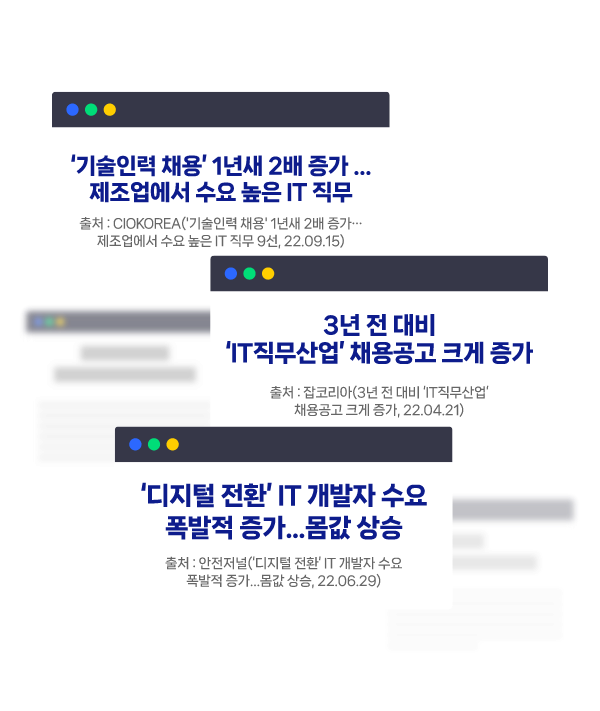 ‘기술인력 채용’ 1년새 2배 증가 ...
제조업에서 수요 높은 IT 직무
출처 : CIOKOREA('기술인력 채용' 1년새 2배 증가…
제조업에서 수요 높은 IT 직무 9선, 22.09.15)
3년 전 대비
‘IT직무산업’ 채용공고 크게 증가
출처 : 잡코리아(3년 전 대비 ‘IT직무산업’
채용공고 크게 증가, 22.04.21)
‘디지털 전환’ IT 개발자 수요
폭발적 증가...몸값 상승
출처 : 안전저널(‘디지털 전환’ IT 개발자 수요
폭발적 증가...몸값 상승, 22.06.29)